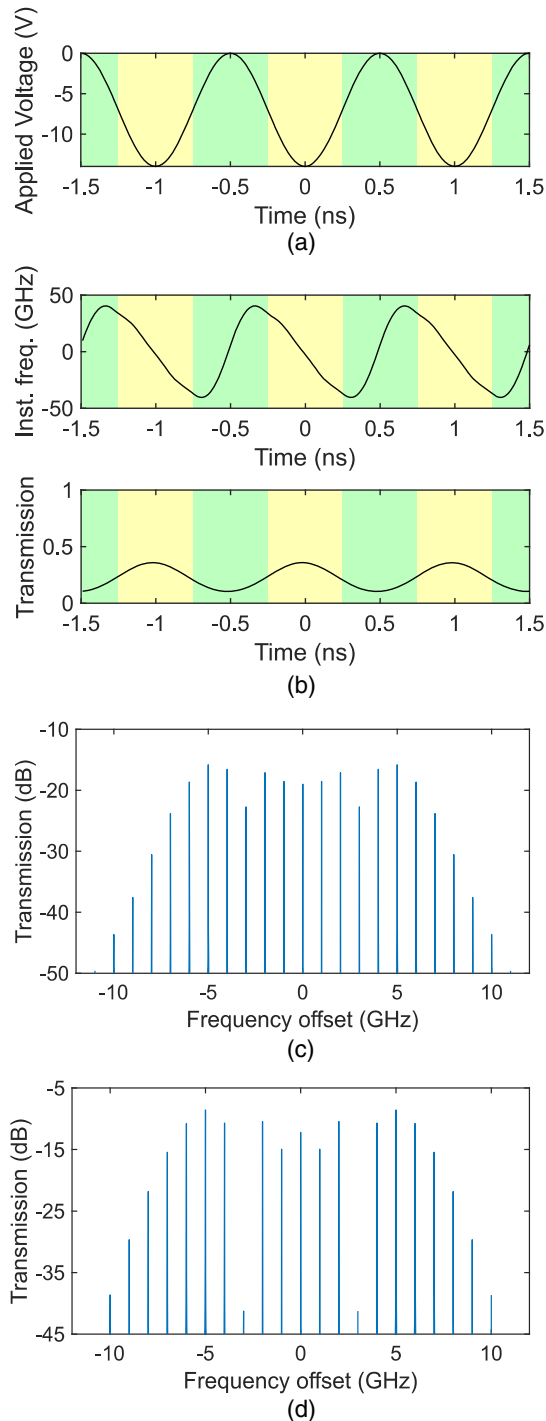 Applied Voltage (V)
0
-5
-10
-1.5 -1 -0.5 0 0.5 1 1.5
Time (ns)
(a)
Inst. freq. (GHz)
50
0
-50
-1.5 -1 -0.5 0 0.5 1 1.5
Time (ns)
Transmission
1
0.5
0
-1.5 -1 -0.5 0 0.5 1 1.5
Time (ns)
(b)
Transmission (dB)
-10
-20
-30
-40
-50
-10 -5 0 5 10
Frequency offset (GHz)
(c)
Transmission (dB)
-5
-15
-25
-35
-45
-10 -5 0 5 10
Frequency offset (GHz)
(d)